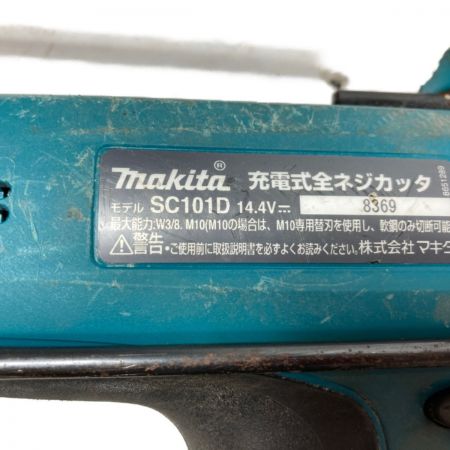 makita® 充電式全ネジカッタ
モデル SC101D 14.4V⎓ 8369
最大能力:W3/8. M10(M10の場合は、M10専用替刃を使用し、軟鋼のみ切断可能
⚠警告・ご使用前に取扱説明書を必ずよくお読みください。株式会社マキタ
8651289